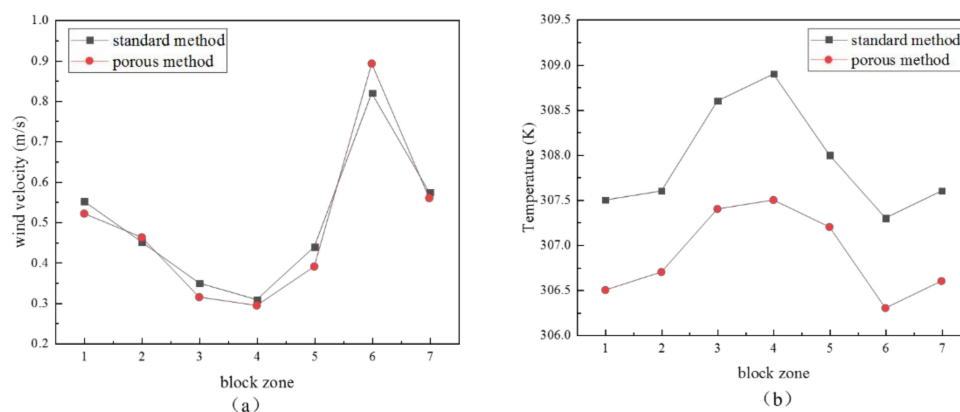 1.0
0.9
0.8
0.7
0.6
0.5
0.4
0.3
0.2
wind velocity (m/s)
standard method
porous method
1 2 3 4 5 6 7
block zone
(a)
(b)
309.5
309.0
308.5
308.0
307.5
307.0
306.5
306.0
Temperature (K)
standard method
porous method
1 2 3 4 5 6 7
block zone